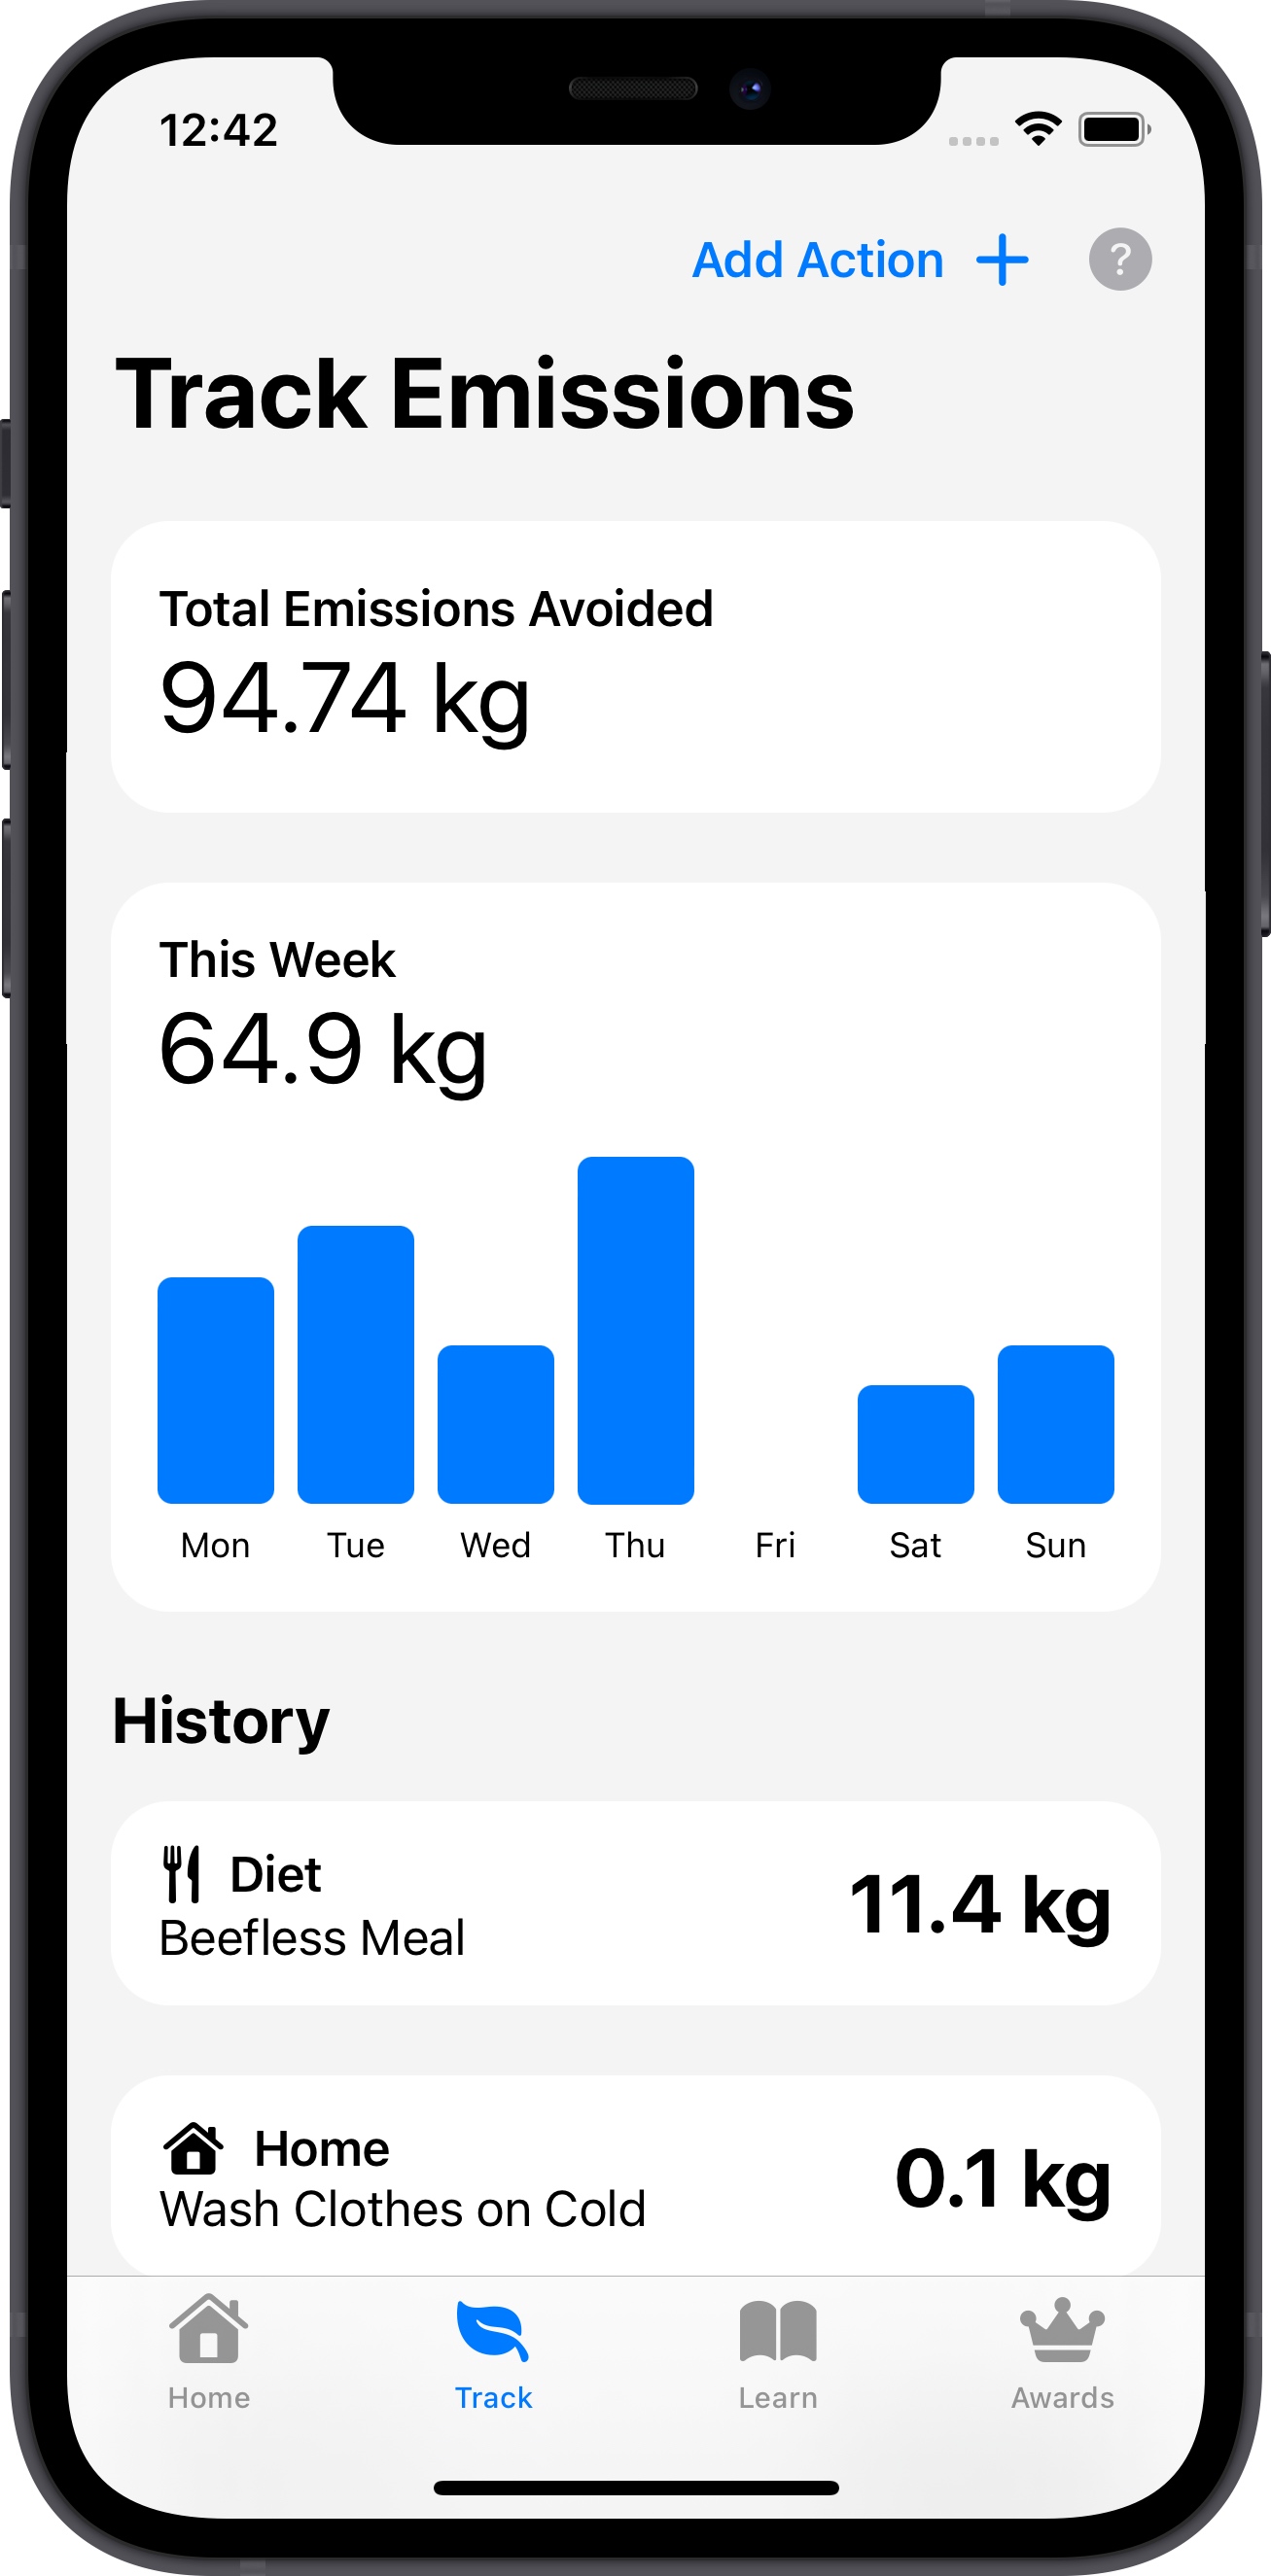 12:42
Add Action
?
Track Emissions
Total Emissions Avoided
94.74 kg
This Week
64.9 kg
Mon Tue Wed Thu Fri Sat Sun
History
Diet
Beefless Meal
11.4 kg
Home
Wash Clothes on Cold
0.1 kg
Home Track Learn Awards